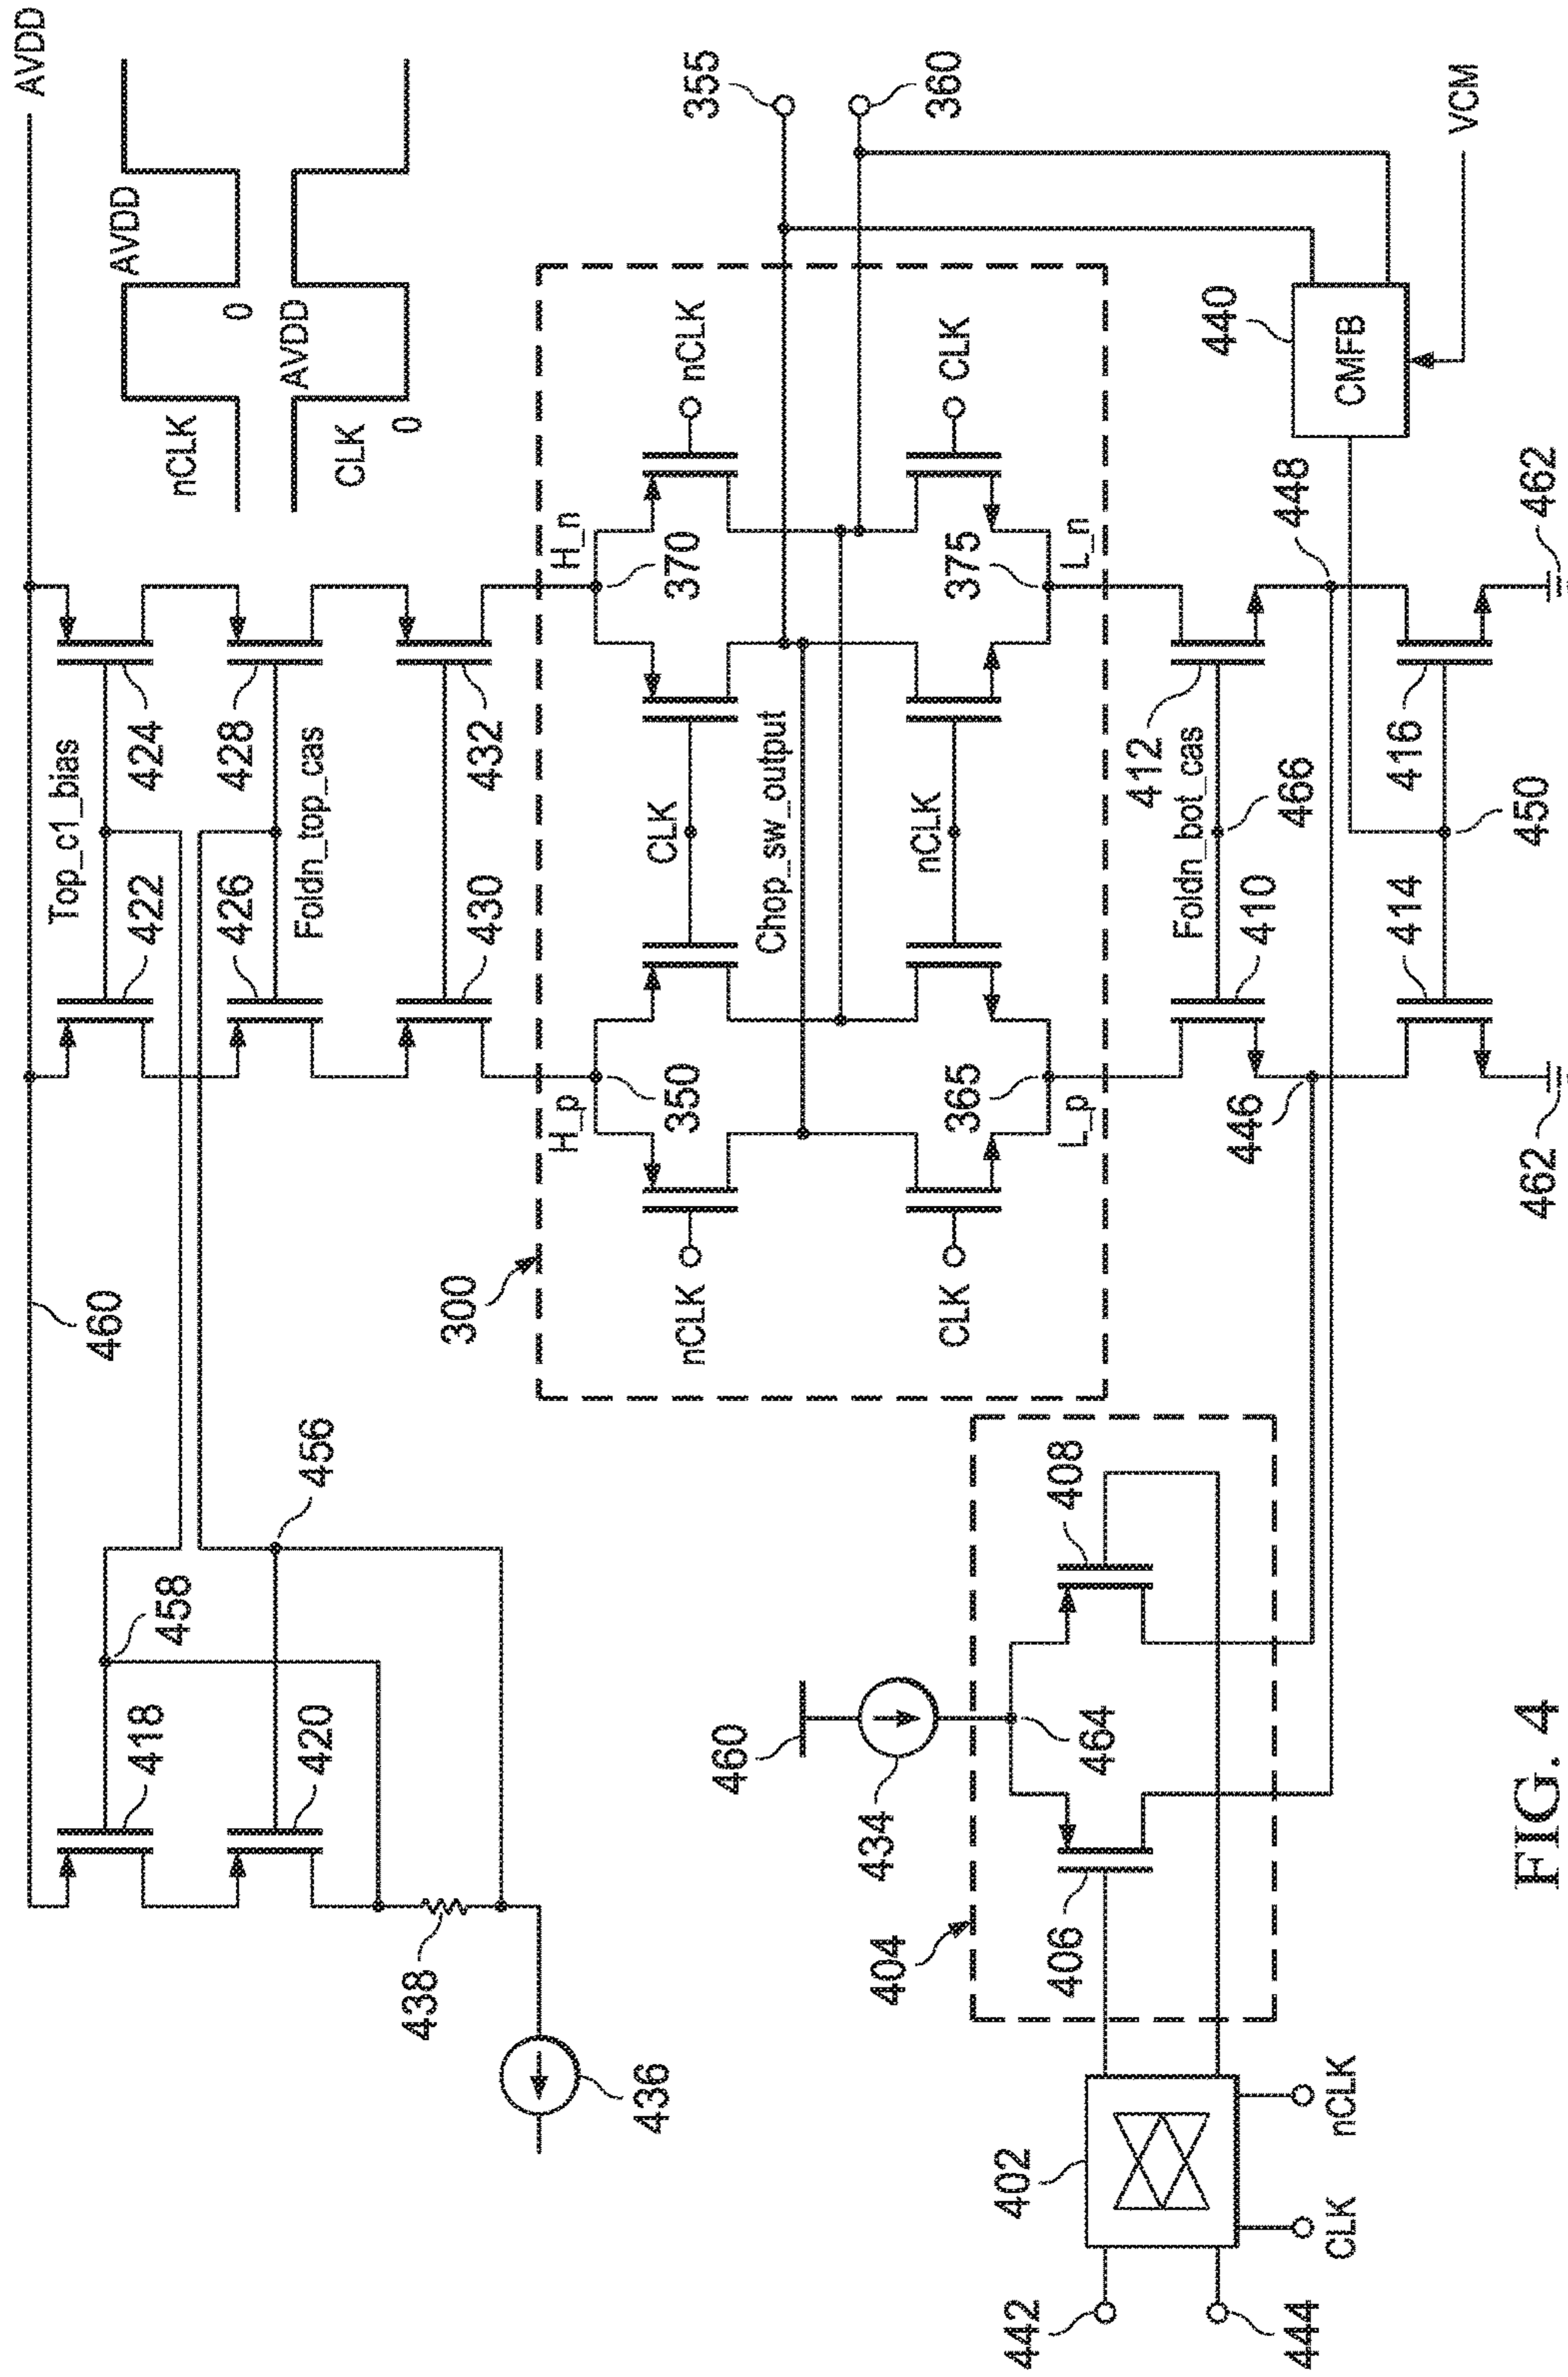 AVDD
460
458
418
420
456
438
436
Top_c1_bias
422
424
426
428
Foldn_top_cas
430
432
nCLK
AVDD
0
AVDD
CLK
0
300
H_p
H_n
350
370
nCLK
CLK
nCLK
Chop_sw_output
355
360
CLK
nCLK
CLK
365
375
L_p
L_n
460
434
464
404
406
408
402
442
444
CLK
nCLK
410
Foldn_bot_cas
412
466
446
448
440
CMFB
VCM
414
416
450
462
462
FIG. 4